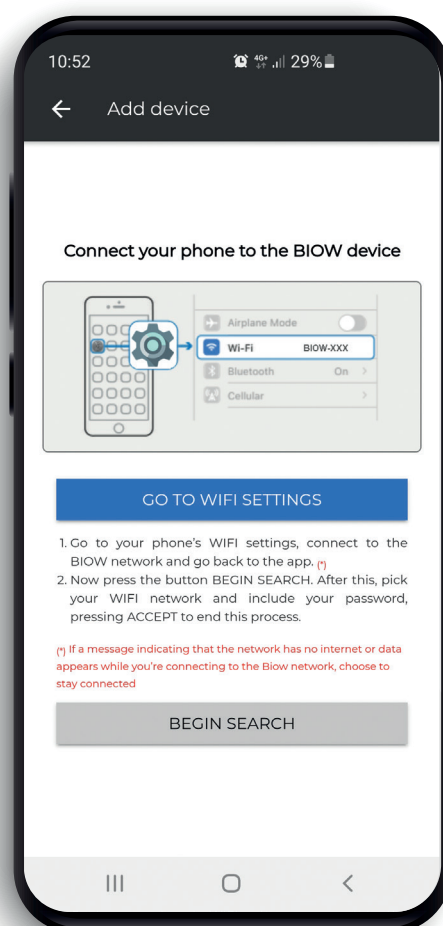 10:52
4G+ 29%
Add device
Connect your phone to the BIOW device
Airplane Mode
Wi-Fi BIOW-XXX
Bluetooth On
Cellular
GO TO WIFI SETTINGS
1. Go to your phone's WIFI settings, connect to the
BIOW network and go back to the app. (*)
2. Now press the button BEGIN SEARCH. After this, pick
your WIFI network and include your password,
pressing ACCEPT to end this process.
(*) If a message indicating that the network has no internet or data
appears while you're connecting to the Biow network, choose to
stay connected
BEGIN SEARCH